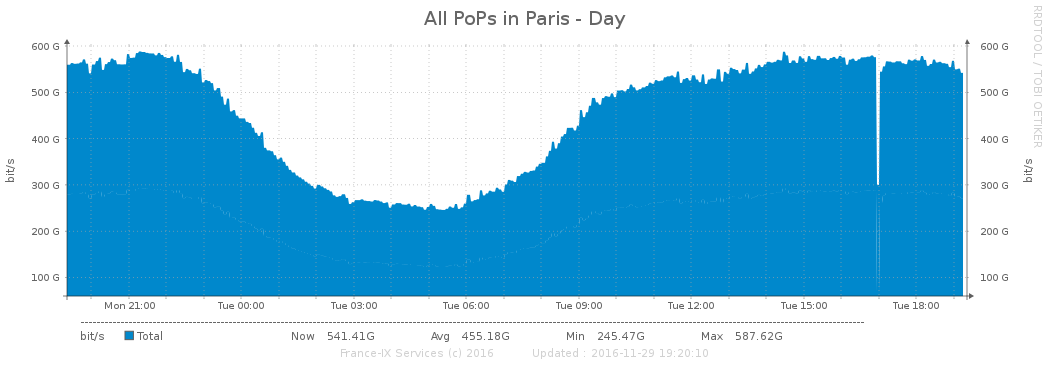 All PoPs in Paris - Day
RRDTOOL / TOBI OETIKER
600 G 600 G
500 G 500 G
400 G 400 G
300 G 300 G
200 G 200 G
100 G 100 G
bit/s bit/s
Mon 21:00 Tue 00:00 Tue 03:00 Tue 06:00 Tue 09:00 Tue 12:00 Tue 15:00 Tue 18:00
bit/s Total Now 541.41G Avg 455.18G Min 245.47G Max 587.62G
France-IX Services (c) 2016 Updated : 2016-11-29 19:20:10